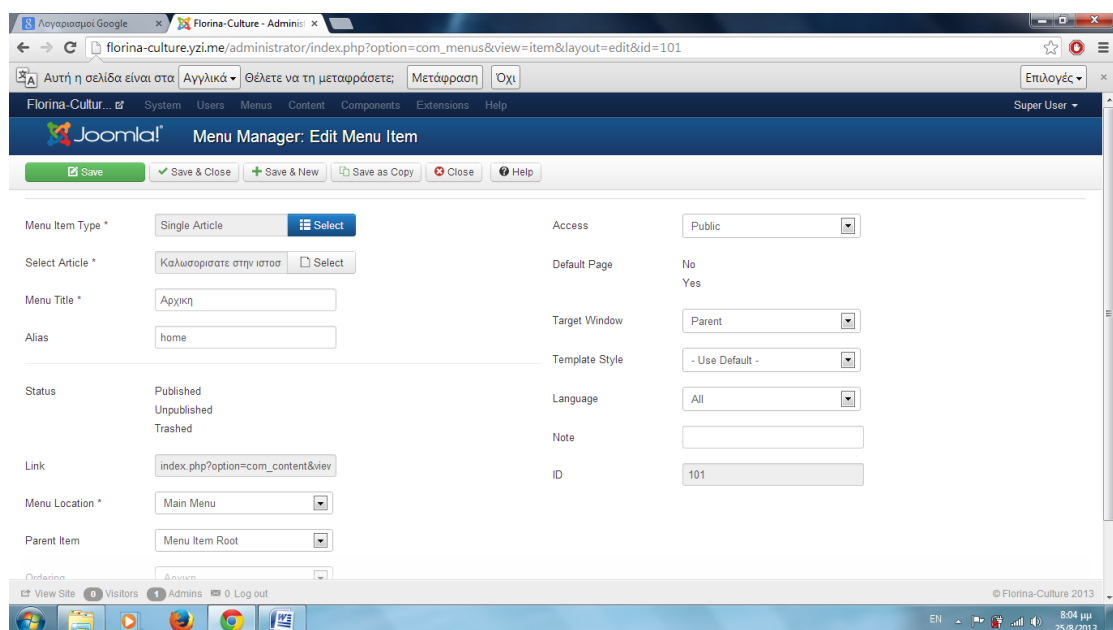 Λογαριασμοί Google
Florina-Culture - Adminis
florina-culture.yzi.me/administrator/index.php?option=com_menus&view=item&layout=edit&id=101
Αυτή η σελίδα είναι στα Αγγλικά Θέλετε να τη μεταφράσετε; Μετάφραση Όχι Επιλογές
Florina-Cultur... System Users Menus Content Components Extensions Help Super User
Joomla! Menu Manager: Edit Menu Item
Save Save & Close Save & New Save as Copy Close Help
Menu Item Type * Single Article Select
Select Article * Καλωσορισατε στην ιστοσ Select
Menu Title * Αρχικη
Alias home
Status Published
Unpublished
Trashed
Link index.php?option=com_content&view
Menu Location * Main Menu
Parent Item Menu Item Root
Ordering Αρχικη
Access Public
Default Page No
Yes
Target Window Parent
Template Style - Use Default -
Language All
Note
ID 101
View Site 0 Visitors 1 Admins 0 Log out © Florina-Culture 2013
EN 8:04 μμ
25/8/2013